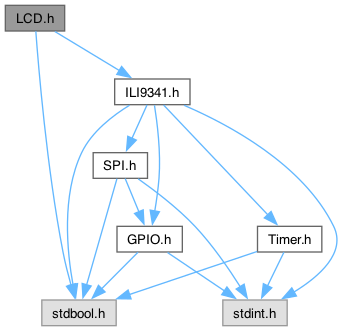 LCD.h
ILI9341.h
SPI.h
GPIO.h
Timer.h
stdbool.h
stdint.h